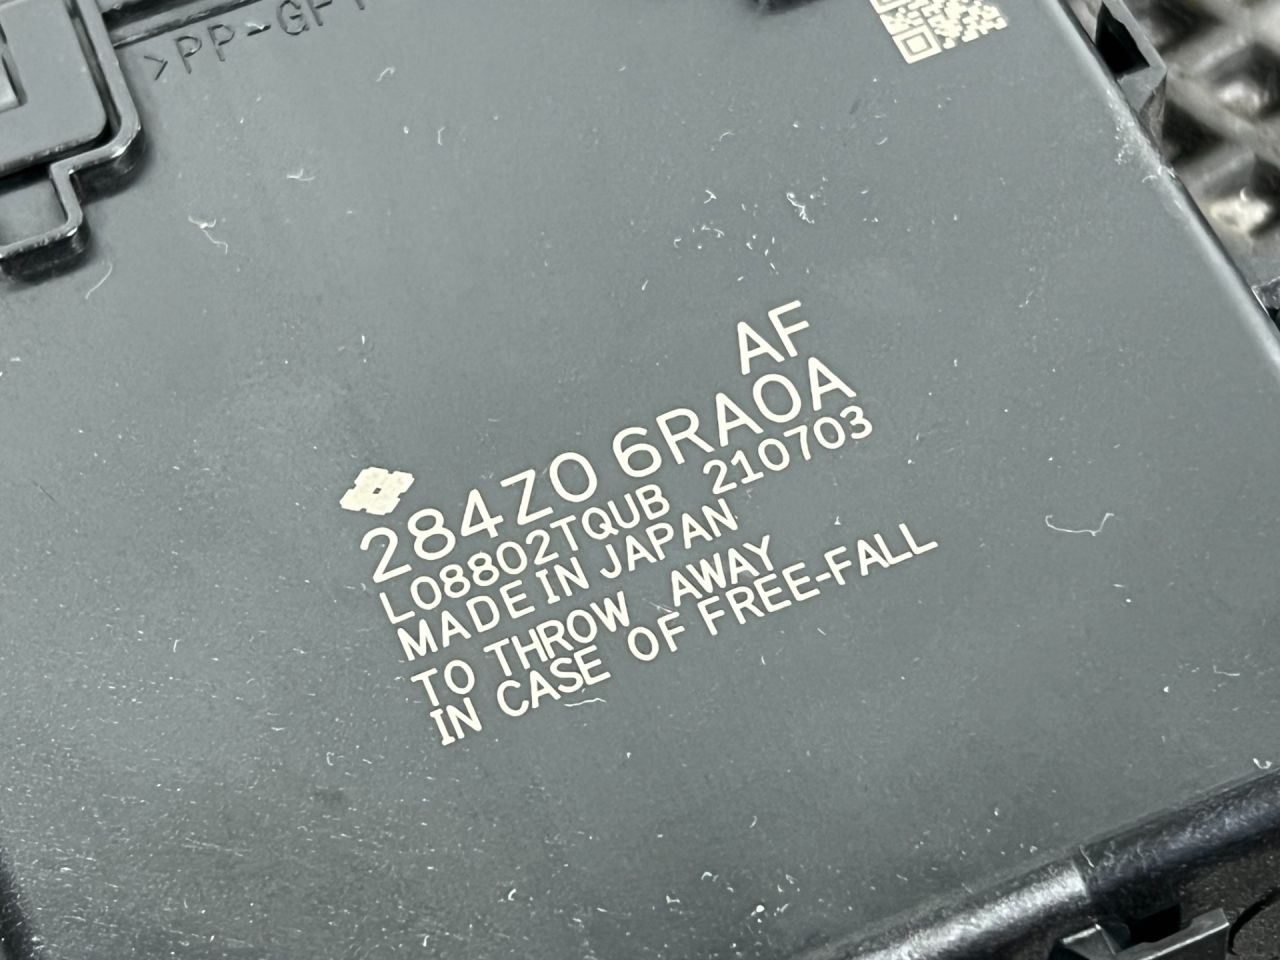 >PP-GF
AF
284Z0 6RA0A
L08802TQUB 210703
MADE IN JAPAN
TO THROW AWAY
IN CASE OF FREE-FALL